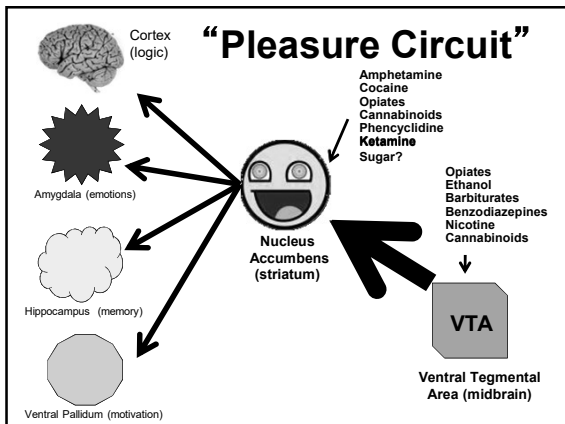 “Pleasure Circuit”
Cortex
(logic)
Amygdala (emotions)
Hippocampus (memory)
Ventral Pallidum (motivation)
Amphetamine
Cocaine
Opiates
Cannabinoids
Phencyclidine
Ketamine
Sugar?
Nucleus
Accumbens
(striatum)
Opiates
Ethanol
Barbiturates
Benzodiazepines
Nicotine
Cannabinoids
VTA
Ventral Tegmental
Area (midbrain)